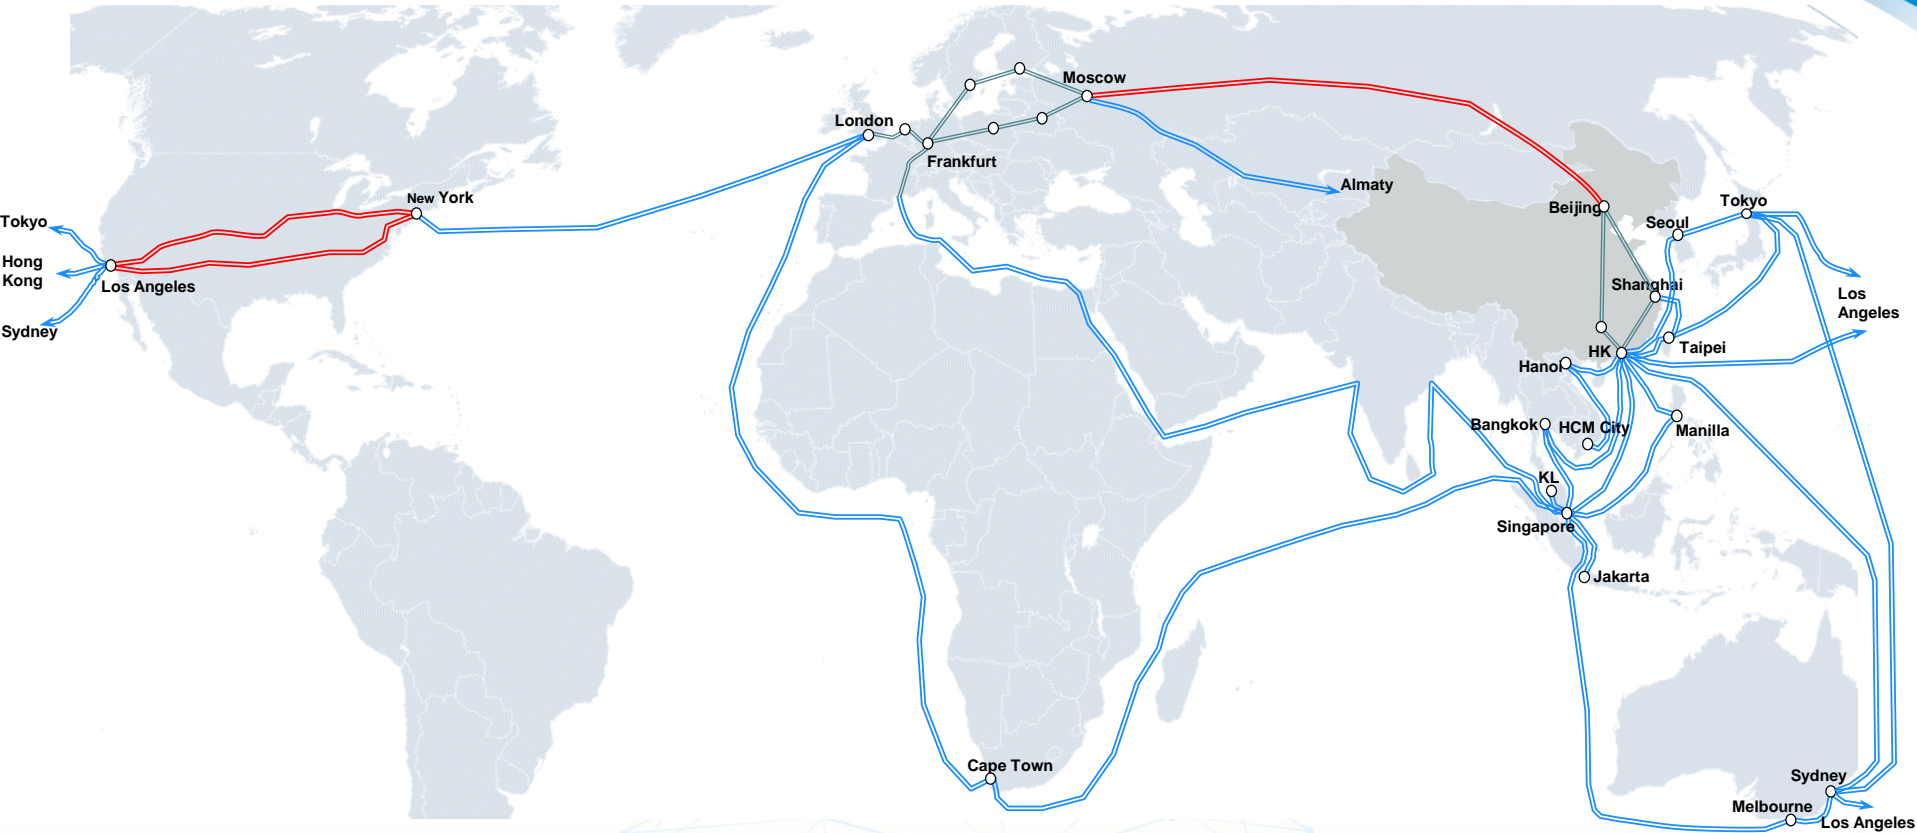 Moscow
London
Frankfurt
Almaty
New York
Tokyo
Hong
Kong
Los Angeles
Sydney
Beijing
Seoul
Tokyo
Shanghai
Los
Angeles
HK
Taipei
Hanoi
Bangkok
HCM City
Manilla
KL
Singapore
Jakarta
Cape Town
Sydney
Melbourne
Los Angeles